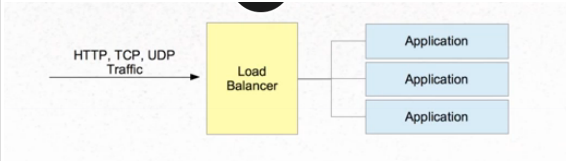 HTTP, TCP, UDP
Traffic
Load
Balancer
Application
Application
Application